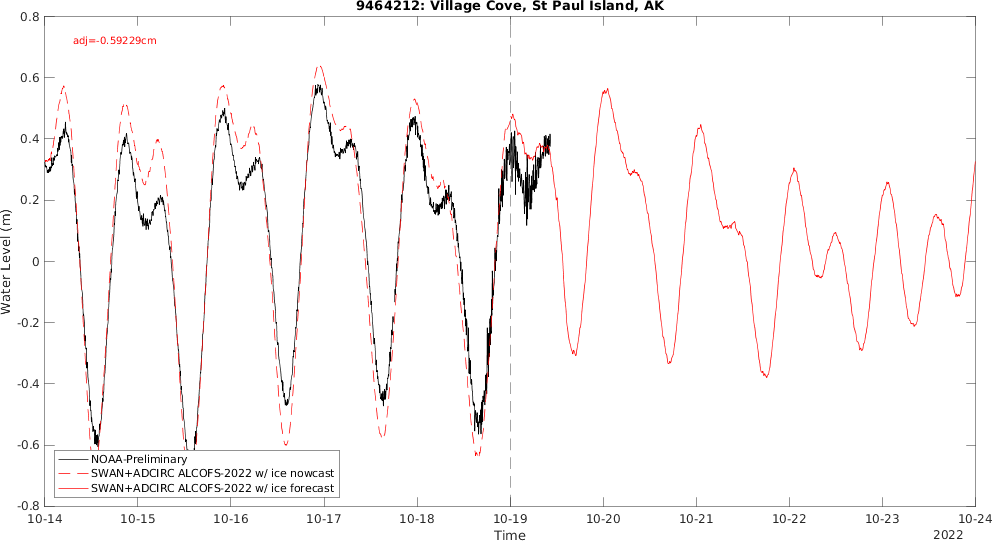 9464212: Village Cove, St Paul Island, AK
adj=-0.59229cm
Water Level (m)
0.8
0.6
0.4
0.2
0
-0.2
-0.4
-0.6
-0.8
NOAA-Preliminary
SWAN+ADCIRC ALCOFS-2022 w/ ice nowcast
SWAN+ADCIRC ALCOFS-2022 w/ ice forecast
10-14 10-15 10-16 10-17 10-18 10-19 10-20 10-21 10-22 10-23 10-24
Time
2022